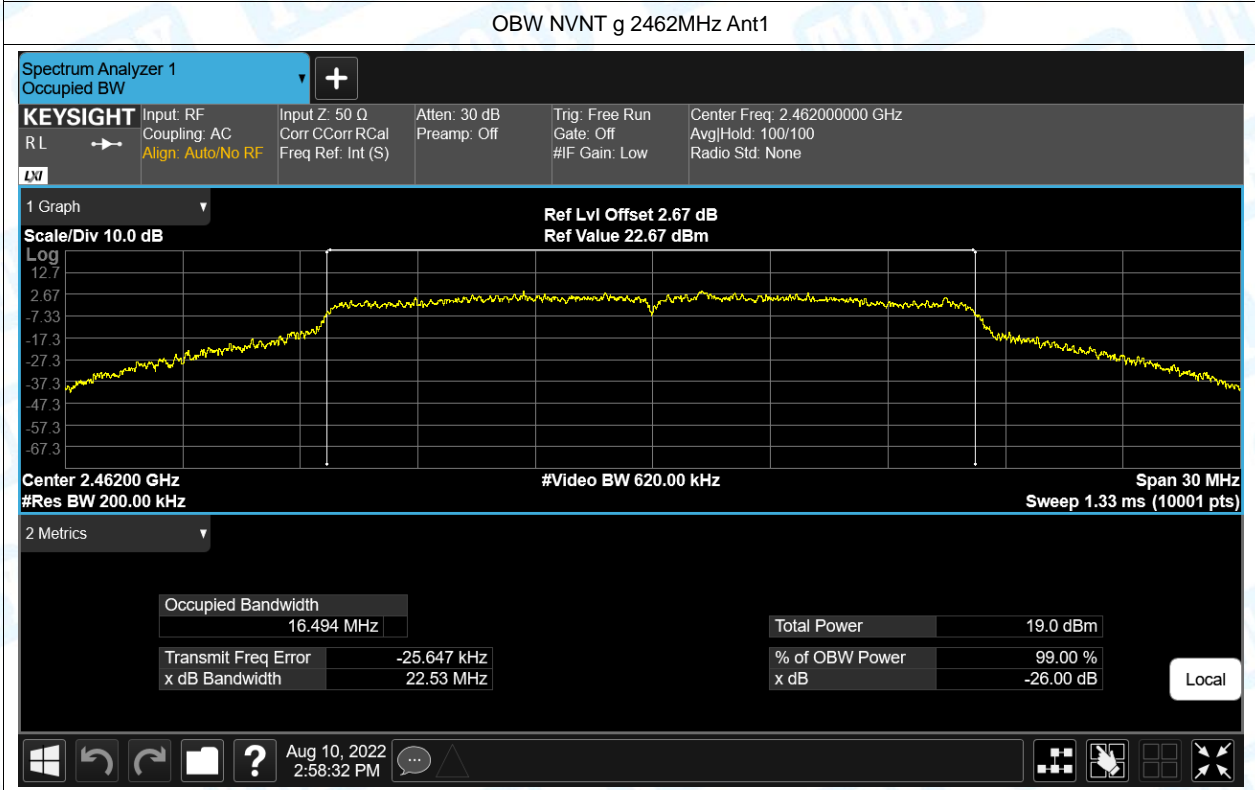 OBW NVNT g 2462MHz Ant1
Spectrum Analyzer 1
Occupied BW
KEYSIGHT
R L
LXI
Input: RF
Coupling: AC
Align: Auto/No RF
Input Z: 50 Ω
Corr CCorr RCal
Freq Ref: Int (S)
Atten: 30 dB
Preamp: Off
Trig: Free Run
Gate: Off
#IF Gain: Low
Center Freq: 2.462000000 GHz
Avg|Hold: 100/100
Radio Std: None
1 Graph
Scale/Div 10.0 dB
Ref Lvl Offset 2.67 dB
Ref Value 22.67 dBm
Log
12.7
2.67
-7.33
-17.3
-27.3
-37.3
-47.3
-57.3
-67.3
Center 2.46200 GHz
#Video BW 620.00 kHz
Span 30 MHz
#Res BW 200.00 kHz
Sweep 1.33 ms (10001 pts)
2 Metrics
Occupied Bandwidth
16.494 MHz
Total Power 19.0 dBm
Transmit Freq Error -25.647 kHz
% of OBW Power 99.00 %
x dB Bandwidth 22.53 MHz
x dB -26.00 dB
Local
Aug 10, 2022
2:58:32 PM